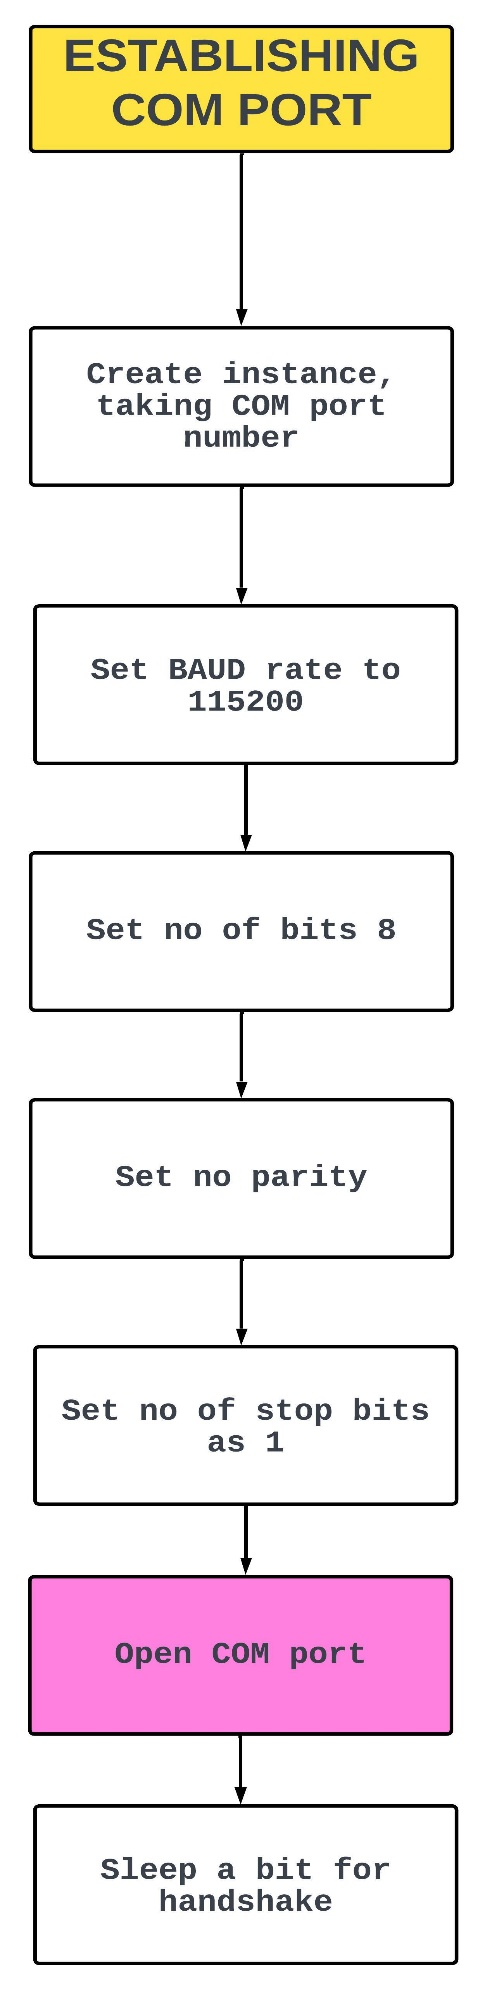 ESTABLISHING
COM PORT
Create instance,
taking COM port
number
Set BAUD rate to
115200
Set no of bits 8
Set no parity
Set no of stop bits
as 1
Open COM port
Sleep a bit for
handshake